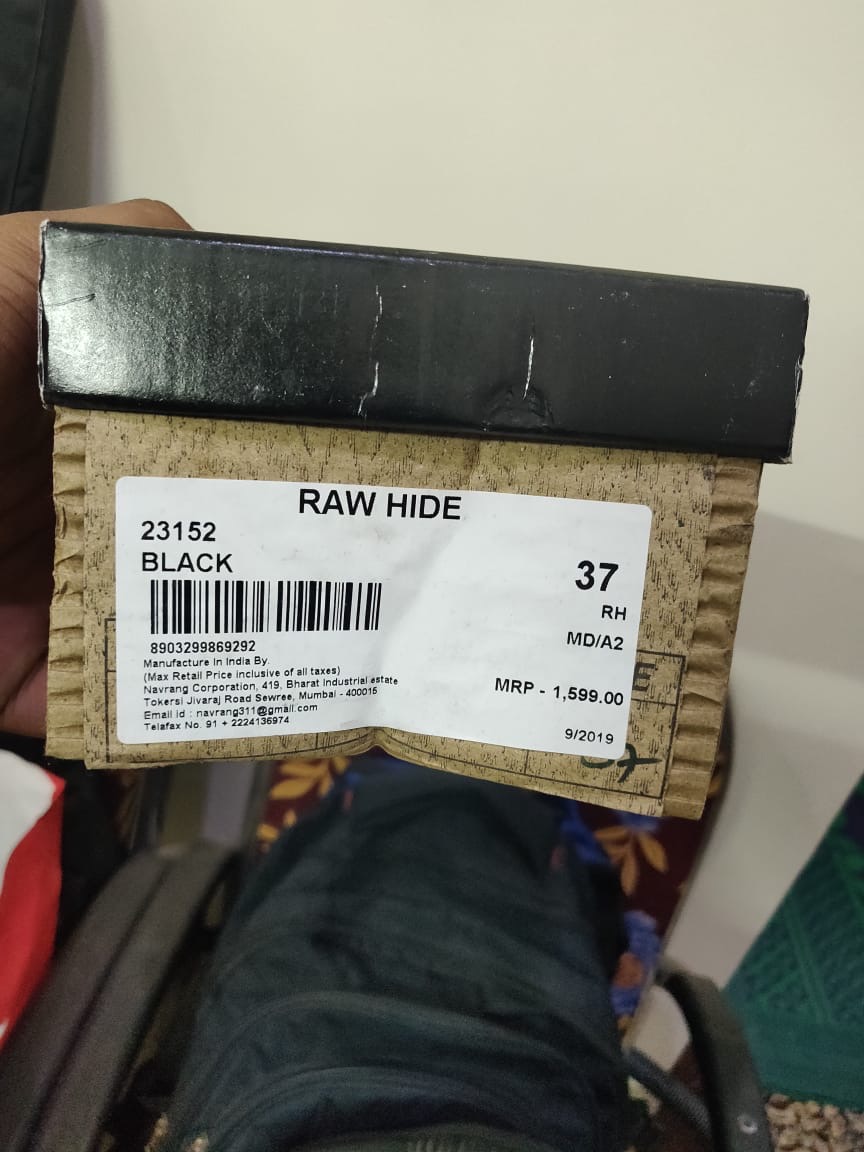 RAW HIDE
23152
BLACK
37
RH
MD/A2
8903299869292
Manufacture In India By.
(Max Retail Price inclusive of all taxes)
Navrang Corporation, 419, Bharat Industrial estate
Tokersi Jivaraj Road Sewree, Mumbai - 400015
Email id : navrang311@gmail.com
Telafax No. 91 + 2224136974
MRP - 1,599.00
9/2019
E
37